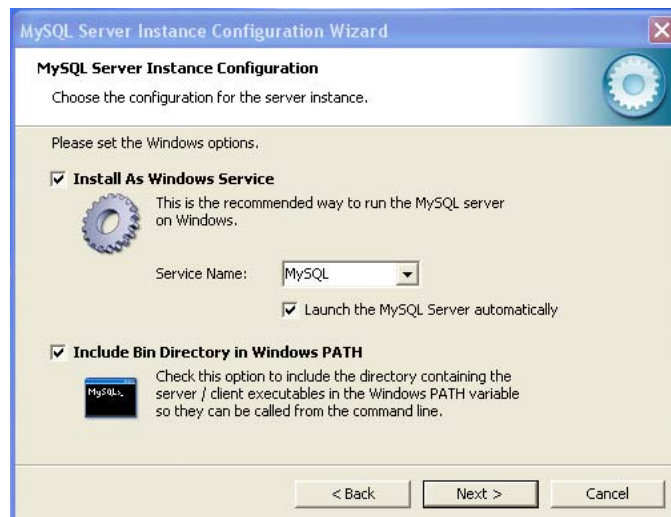 MySQL Server Instance Configuration Wizard
MySQL Server Instance Configuration
Choose the configuration for the server instance.
Please set the Windows options.
Install As Windows Service
This is the recommended way to run the MySQL server
on Windows.
Service Name:
MySQL
Launch the MySQL Server automatically
Include Bin Directory in Windows PATH
MySQL>_
Check this option to include the directory containing the
server / client executables in the Windows PATH variable
so they can be called from the command line.
< Back
Next >
Cancel